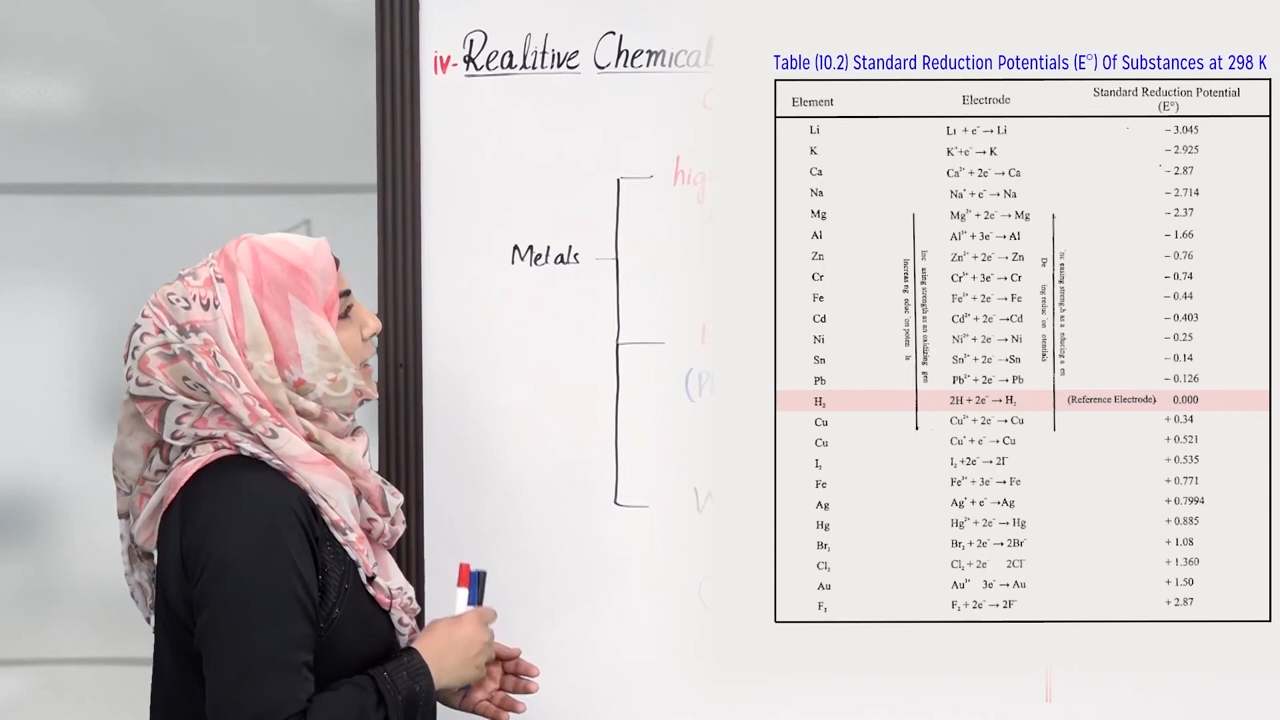 iv- Realitive Chemical
hig
Metals
Table (10.2) Standard Reduction Potentials (E°) Of Substances at 298 K
Element Electrode Standard Reduction Potential (E°)
Li Li + e⁻ → Li − 3.045
K K⁺+e⁻ → K − 2.925
Ca Ca²⁺ + 2e⁻ → Ca − 2.87
Na Na⁺ + e⁻ → Na − 2.714
Mg Mg²⁺ + 2e⁻ → Mg − 2.37
Al Al³⁺ + 3e⁻ → Al − 1.66
Zn Zn²⁺ + 2e⁻ → Zn − 0.76
Cr Cr³⁺ + 3e⁻ → Cr − 0.74
Fe Fe²⁺ + 2e⁻ → Fe − 0.44
Cd Cd²⁺ + 2e⁻ →Cd − 0.403
Ni Ni²⁺ + 2e⁻ → Ni − 0.25
Sn Sn²⁺ + 2e⁻ →Sn − 0.14
Pb Pb²⁺ + 2e⁻ → Pb − 0.126
H₂ 2H + 2e⁻ → H₂ (Reference Electrode) 0.000
Cu Cu²⁺ + 2e⁻ → Cu + 0.34
Cu Cu⁺ + e⁻ → Cu + 0.521
I₂ I₂ +2e⁻ → 2I⁻ + 0.535
Fe Fe³⁺ + 3e⁻ → Fe + 0.771
Ag Ag⁺ + e⁻ →Ag + 0.7994
Hg Hg²⁺ + 2e⁻ → Hg + 0.885
Br₂ Br₂ + 2e⁻ → 2Br⁻ + 1.08
Cl₂ Cl₂ + 2e⁻ 2Cl⁻ + 1.360
Au Au³⁺ 3e⁻ → Au + 1.50
F₂ F₂ + 2e⁻ → 2F⁻ + 2.87